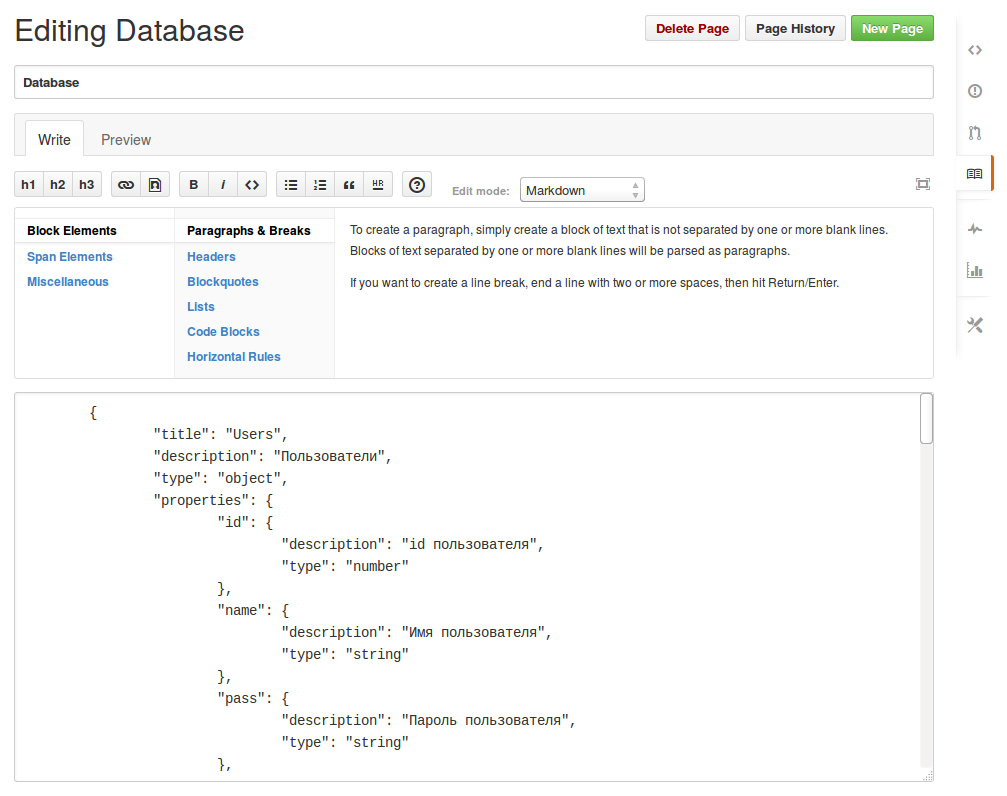 Editing Database
Delete Page
Page History
New Page
Database
Write
Preview
h1 h2 h3 B i HR
Edit mode: Markdown
Block Elements
Span Elements
Miscellaneous
Paragraphs & Breaks
Headers
Blockquotes
Lists
Code Blocks
Horizontal Rules
To create a paragraph, simply create a block of text that is not separated by one or more blank lines.
Blocks of text separated by one or more blank lines will be parsed as paragraphs.
If you want to create a line break, end a line with two or more spaces, then hit Return/Enter.
{
"title": "Users",
"description": "Пользователи",
"type": "object",
"properties": {
"id": {
"description": "id пользователя",
"type": "number"
},
"name": {
"description": "Имя пользователя",
"type": "string"
},
"pass": {
"description": "Пароль пользователя",
"type": "string"
},